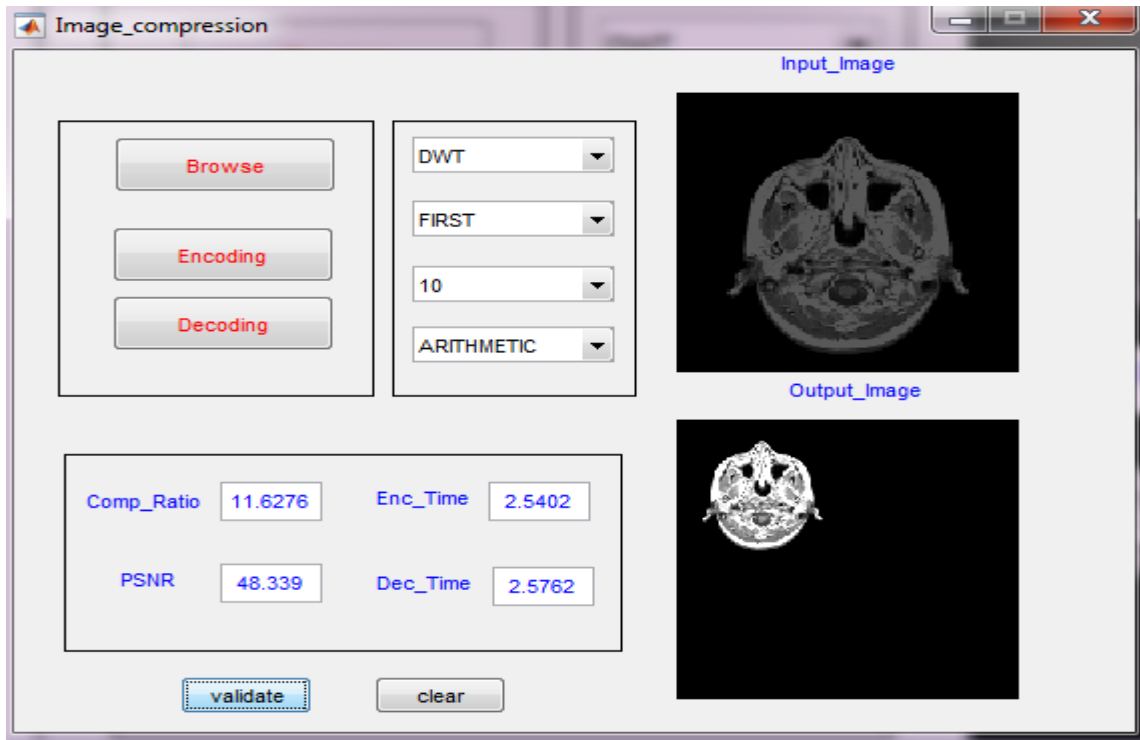 Image_compression
Input_Image
Browse
Encoding
Decoding
DWT
FIRST
10
ARITHMETIC
Output_Image
Comp_Ratio 11.6276 Enc_Time 2.5402
PSNR 48.339 Dec_Time 2.5762
validate clear